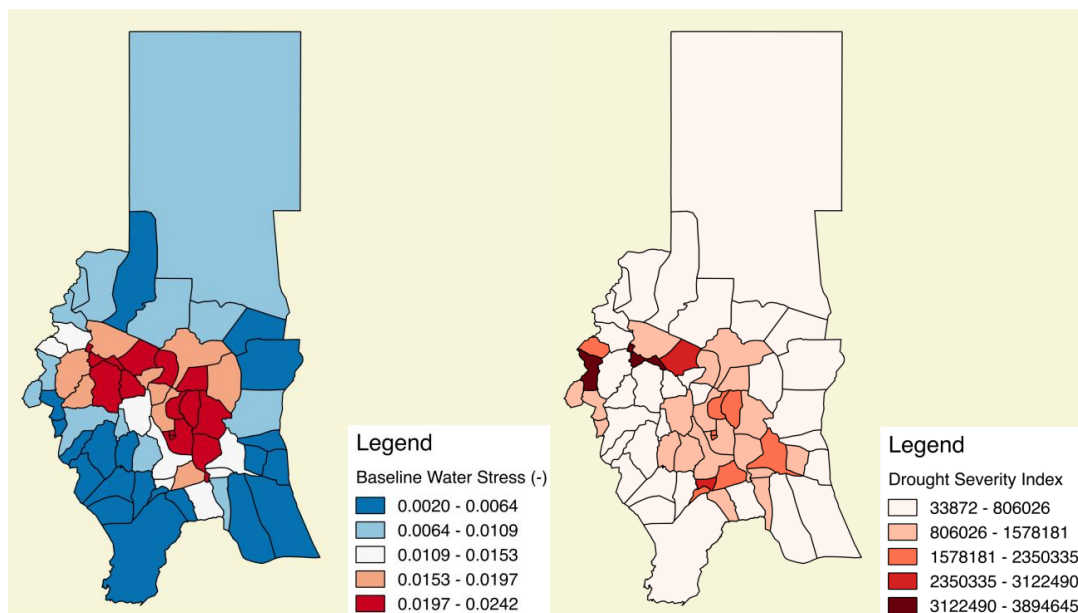 Legend
Baseline Water Stress (-)
0.0020 - 0.0064
0.0064 - 0.0109
0.0109 - 0.0153
0.0153 - 0.0197
0.0197 - 0.0242
Legend
Drought Severity Index
33872 - 806026
806026 - 1578181
1578181 - 2350335
2350335 - 3122490
3122490 - 3894645